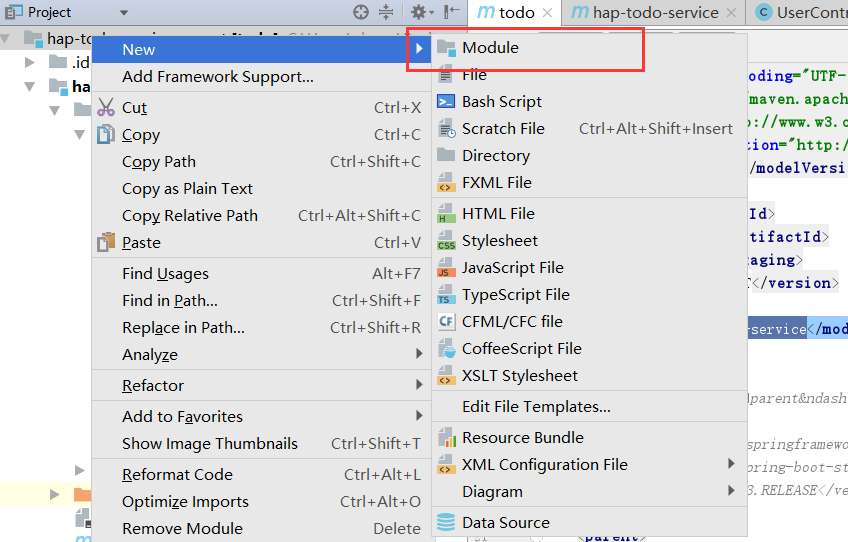 Project
todo
hap-todo-service
UserContr
New
Add Framework Support...
Cut Ctrl+X
Copy Ctrl+C
Copy Path Ctrl+Shift+C
Copy as Plain Text
Copy Relative Path Ctrl+Alt+Shift+C
Paste Ctrl+V
Find Usages Alt+F7
Find in Path... Ctrl+Shift+F
Replace in Path... Ctrl+Shift+R
Analyze
Refactor
Add to Favorites
Show Image Thumbnails Ctrl+Shift+T
Reformat Code Ctrl+Alt+L
Optimize Imports Ctrl+Alt+O
Remove Module Delete
Module
File
Bash Script
Scratch File Ctrl+Alt+Shift+Insert
Directory
FXML File
HTML File
Stylesheet
JavaScript File
TypeScript File
CFML/CFC file
CoffeeScript File
XSLT Stylesheet
Edit File Templates...
Resource Bundle
XML Configuration File
Diagram
Data Source
hap-to
.id
ha
oding="UTF-
/maven.apach
p://www.w3.o
tion="http:/
/modelVersi
Id>
tifactId>
aging>
T</version>
-service</mod
parent&ndash
springframewo
pring-boot-st
3.RELEASE</ve
<parent>